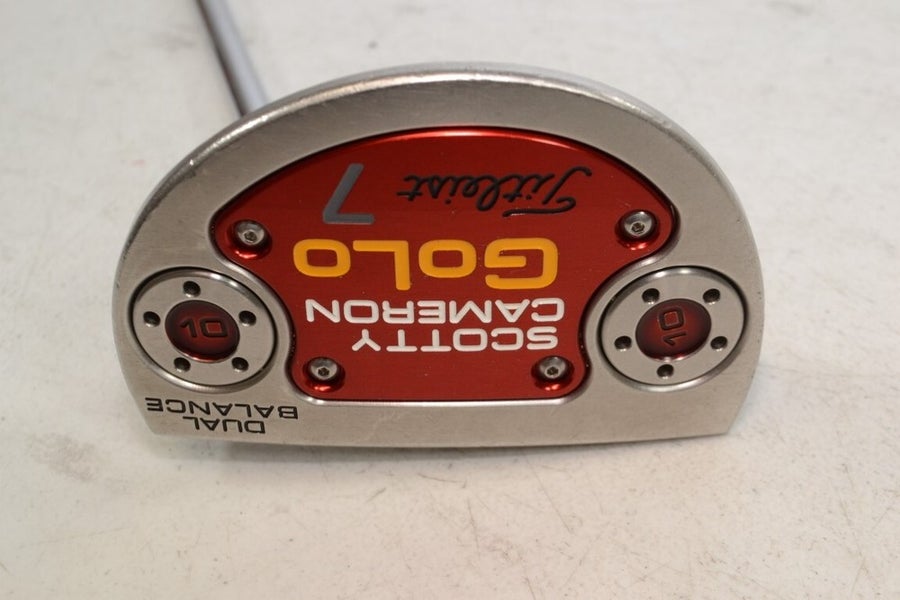 DUAL
BALANCE
SCOTTY
CAMERON
GOLO
7
Titleist
10
10